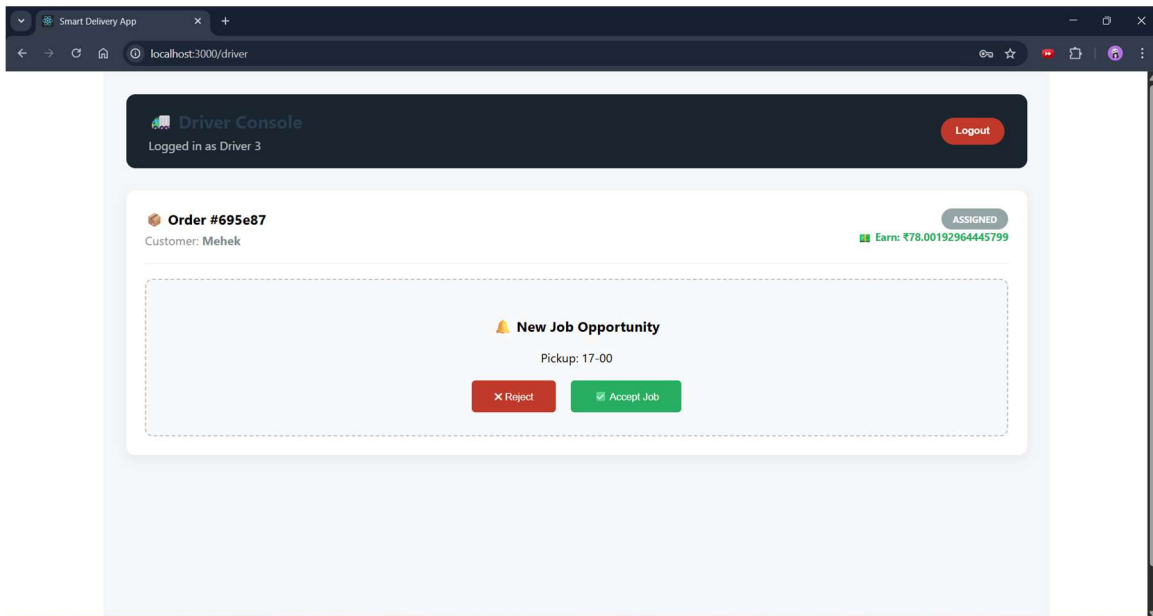 Smart Delivery App
localhost:3000/driver
🚛 Driver Console
Logged in as Driver 3
Logout
📦 Order #695e87
Customer: Mehek
ASSIGNED
💵 Earn: ₹78.00192964445799
🔔 New Job Opportunity
Pickup: 17-00
❌ Reject
✅ Accept Job